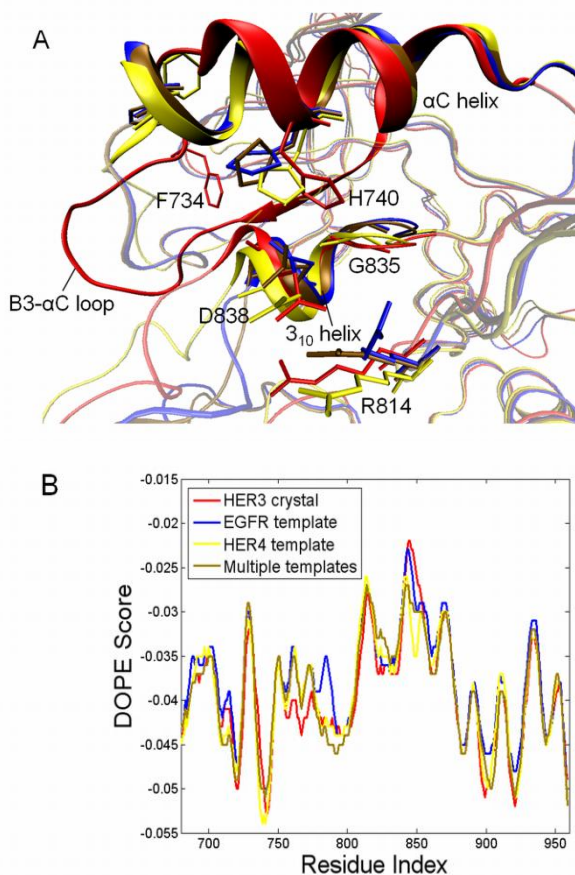 A
αC helix
F734
H740
G835
B3-αC loop
D838
3₁₀ helix
R814
B
-0.015
-0.02
-0.025
-0.03
-0.035
-0.04
-0.045
-0.05
-0.055
DOPE Score
HER3 crystal
EGFR template
HER4 template
Multiple templates
700 750 800 850 900 950
Residue Index